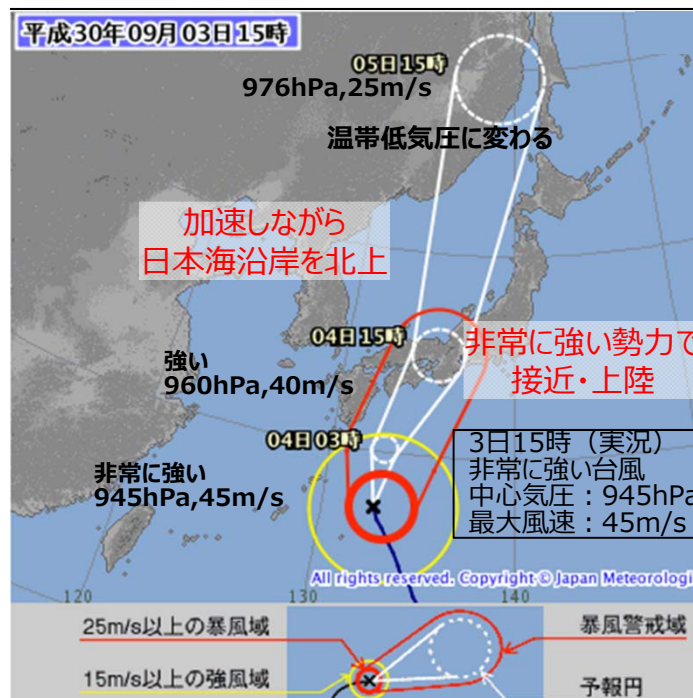 平成30年09月03日15時
05日15時
976hPa,25m/s
温帯低気圧に変わる
加速しながら
日本海沿岸を北上
04日15時
非常に強い勢力で
接近・上陸
強い
960hPa,40m/s
04日03時
非常に強い
945hPa,45m/s
3日15時（実況）
非常に強い台風
中心気圧：945hPa
最大風速：45m/s
All rights reserved. Copyright © Japan Meteorologi
120
130
140
25m/s以上の暴風域
暴風警戒域
15m/s以上の強風域
予報円